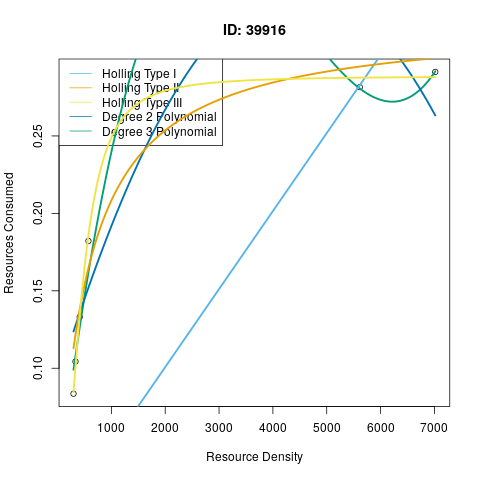 ID: 39916
Holling Type I
Holling Type II
Holling Type III
Degree 2 Polynomial
Degree 3 Polynomial
0.25
0.20
0.15
0.10
Resources Consumed
1000 2000 3000 4000 5000 6000 7000
Resource Density